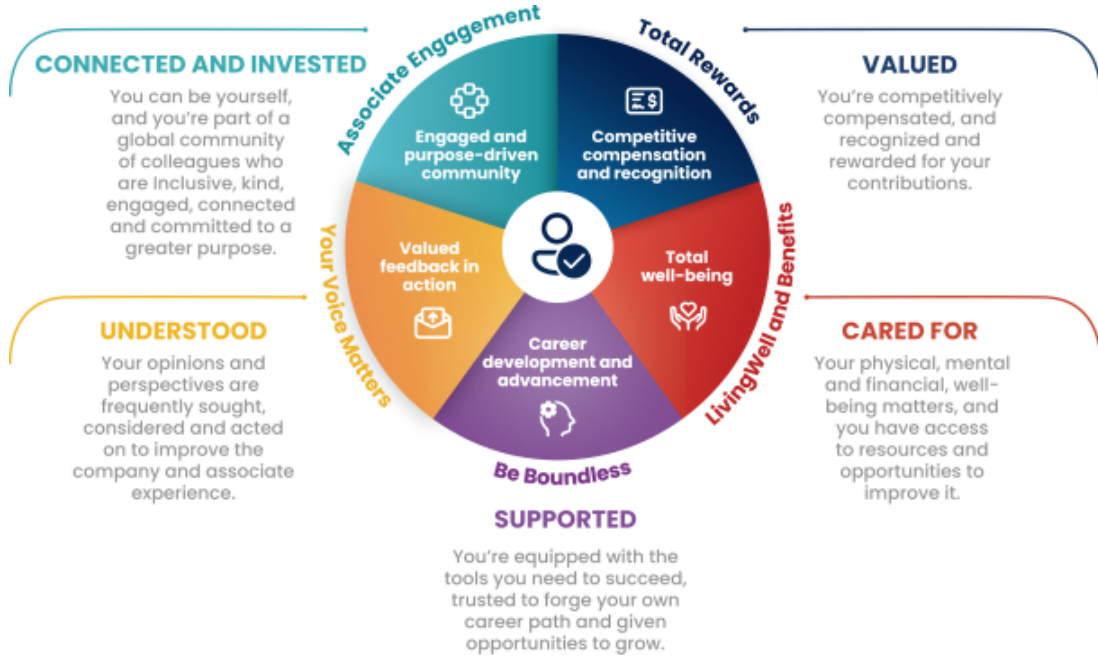 Associate Engagement
Total Rewards
CONNECTED AND INVESTED
You can be yourself,
and you're part of a
global community
of colleagues who
are Inclusive, kind,
engaged, connected
and committed to a
greater purpose.
Engaged and
purpose-driven
community
Competitive
compensation
and recognition
VALUED
You're competitively
compensated, and
recognized and
rewarded for your
contributions.
Your Voice Matters
Valued
feedback in
action
Total
well-being
LivingWell and Benefits
UNDERSTOOD
Your opinions and
perspectives are
frequently sought,
considered and acted
on to improve the
company and associate
experience.
Career
development and
advancement
CARED FOR
Your physical, mental
and financial, well-
being matters, and
you have access
to resources and
opportunities to
improve it.
Be Boundless
SUPPORTED
You're equipped with the
tools you need to succeed,
trusted to forge your own
career path and given
opportunities to grow.